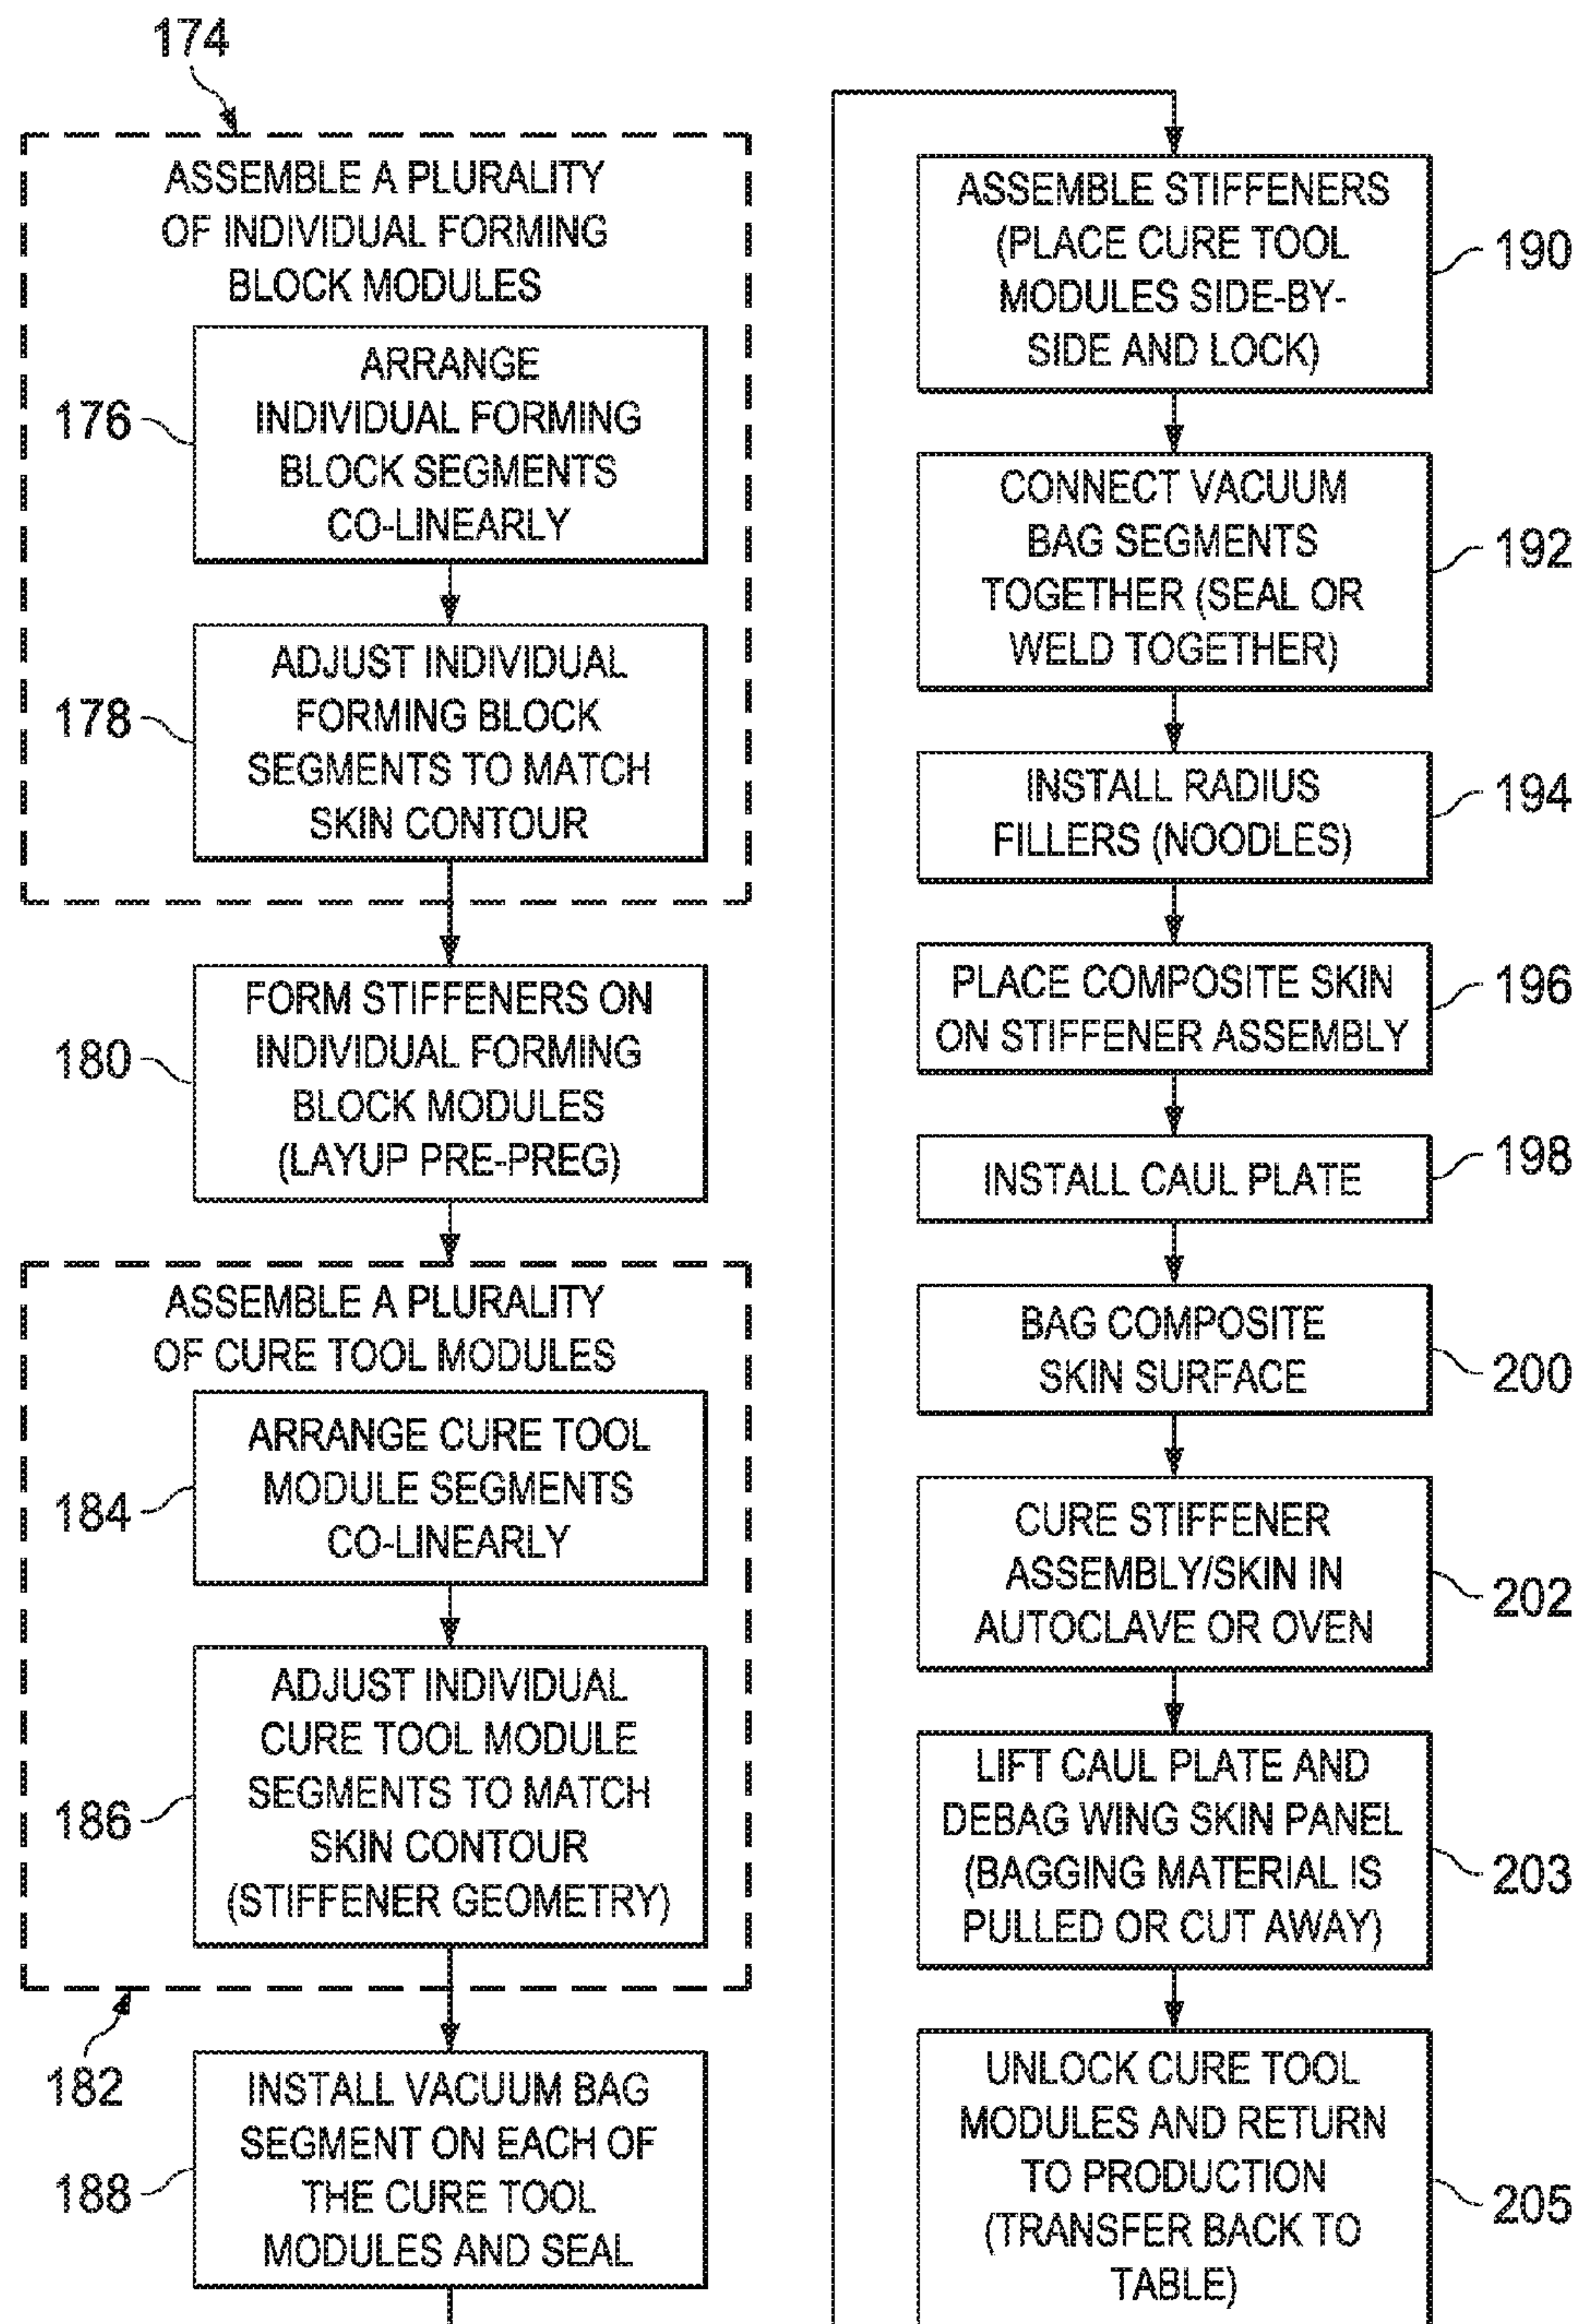 174
ASSEMBLE A PLURALITY
OF INDIVIDUAL FORMING
BLOCK MODULES
176
ARRANGE
INDIVIDUAL FORMING
BLOCK SEGMENTS
CO-LINEARLY
178
ADJUST INDIVIDUAL
FORMING BLOCK
SEGMENTS TO MATCH
SKIN CONTOUR
180
FORM STIFFENERS ON
INDIVIDUAL FORMING
BLOCK MODULES
(LAYUP PRE-PREG)
ASSEMBLE A PLURALITY
OF CURE TOOL MODULES
184
ARRANGE CURE TOOL
MODULE SEGMENTS
CO-LINEARLY
186
ADJUST INDIVIDUAL
CURE TOOL MODULE
SEGMENTS TO MATCH
SKIN CONTOUR
(STIFFENER GEOMETRY)
182
188
INSTALL VACUUM BAG
SEGMENT ON EACH OF
THE CURE TOOL
MODULES AND SEAL
ASSEMBLE STIFFENERS
(PLACE CURE TOOL
MODULES SIDE-BY-
SIDE AND LOCK)
190
CONNECT VACUUM
BAG SEGMENTS
TOGETHER (SEAL OR
WELD TOGETHER)
192
INSTALL RADIUS
FILLERS (NOODLES)
194
PLACE COMPOSITE SKIN
ON STIFFENER ASSEMBLY
196
INSTALL CAUL PLATE
198
BAG COMPOSITE
SKIN SURFACE
200
CURE STIFFENER
ASSEMBLY/SKIN IN
AUTOCLAVE OR OVEN
202
LIFT CAUL PLATE AND
DEBAG WING SKIN PANEL
(BAGGING MATERIAL IS
PULLED OR CUT AWAY)
203
UNLOCK CURE TOOL
MODULES AND RETURN
TO PRODUCTION
(TRANSFER BACK TO
TABLE)
205